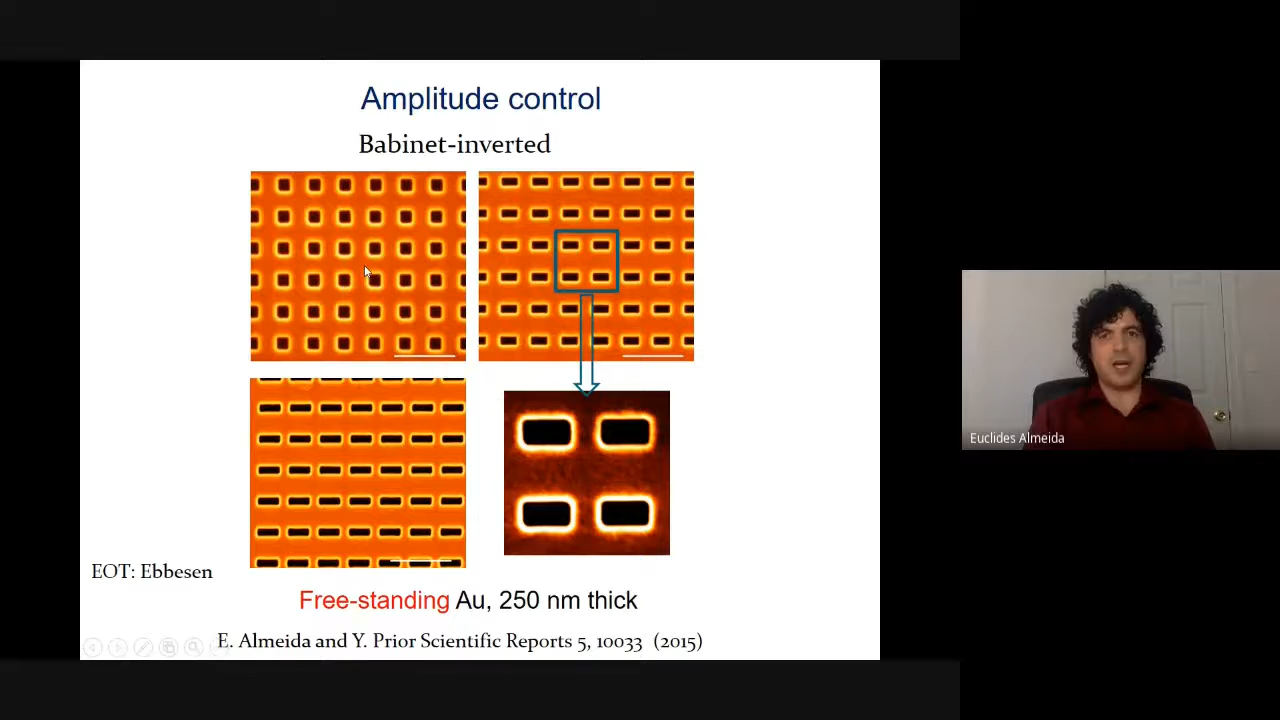 Amplitude control
Babinet-inverted
EOT: Ebbesen
Free-standing Au, 250 nm thick
E. Almeida and Y. Prior Scientific Reports 5, 10033 (2015)
Euclides Almeida